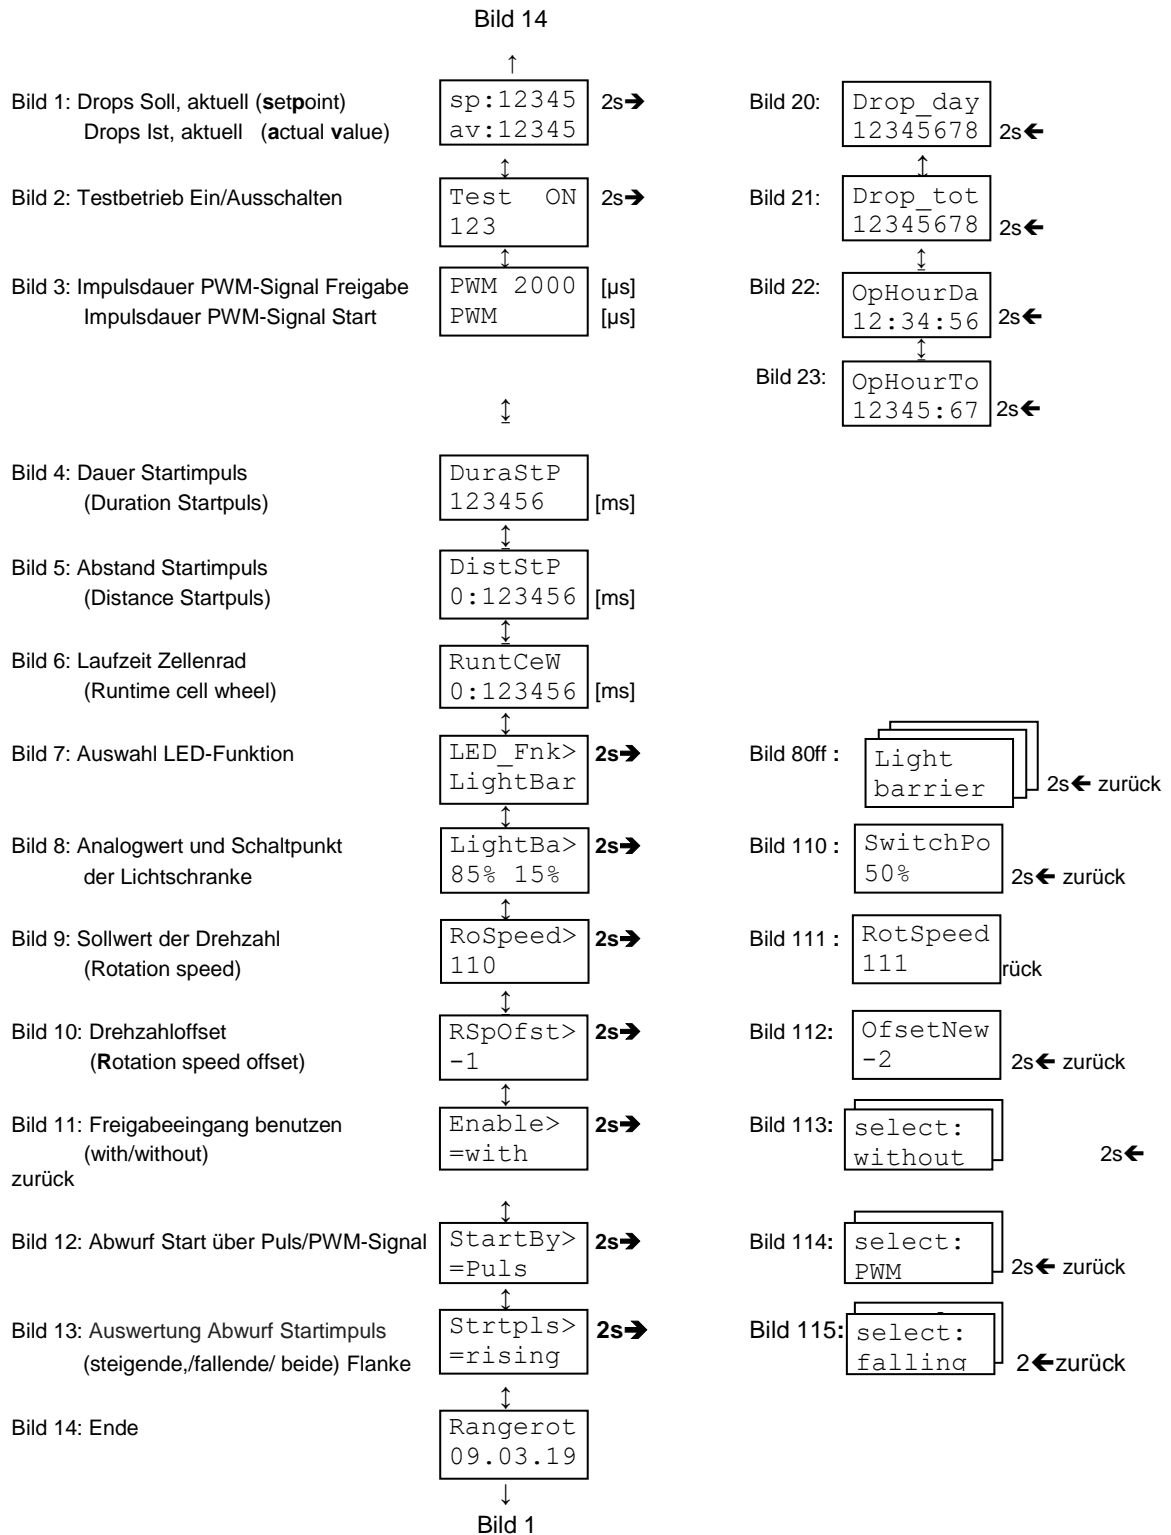 Bild 14
↑
Bild 1: Drops Soll, aktuell (setpoint) sp:12345 2s→ Bild 20: Drop_day
Drops Ist, aktuell (actual value) av:12345 12345678 2s←
↕ ↕
Bild 2: Testbetrieb Ein/Ausschalten Test ON 2s→ Bild 21: Drop_tot
123 12345678 2s←
↕ ↕
Bild 3: Impulsdauer PWM-Signal Freigabe PWM 2000 [µs] Bild 22: OpHourDa
Impulsdauer PWM-Signal Start PWM [µs] 12:34:56 2s←
↕
Bild 23: OpHourTo
↕ 12345:67 2s←
Bild 4: Dauer Startimpuls DuraStP
(Duration Startpuls) 123456 [ms]
↕
Bild 5: Abstand Startimpuls DistStP
(Distance Startpuls) 0:123456 [ms]
↕
Bild 6: Laufzeit Zellenrad RuntCeW
(Runtime cell wheel) 0:123456 [ms]
↕
Bild 7: Auswahl LED-Funktion LED_Fnk> 2s→ Bild 80ff : Light
LightBar barrier 2s← zurück
↕
Bild 8: Analogwert und Schaltpunkt LightBa> 2s→ Bild 110 : SwitchPo
der Lichtschranke 85% 15% 50% 2s← zurück
↕
Bild 9: Sollwert der Drehzahl RoSpeed> 2s→ Bild 111 : RotSpeed
(Rotation speed) 110 111 rück
↕
Bild 10: Drehzahloffset RSpOfst> 2s→ Bild 112: OfsetNew
(Rotation speed offset) -1 -2 2s← zurück
↕
Bild 11: Freigabeeingang benutzen Enable> 2s→ Bild 113: select:
(with/without) =with without 2s←
zurück
↕
Bild 12: Abwurf Start über Puls/PWM-Signal StartBy> 2s→ Bild 114: select:
=Puls PWM 2s← zurück
↕
Bild 13: Auswertung Abwurf Startimpuls Strtpls> 2s→ Bild 115: select:
(steigende,/fallende/ beide) Flanke =rising falling 2←zurück
↕
Bild 14: Ende Rangerot
09.03.19
↓
Bild 1